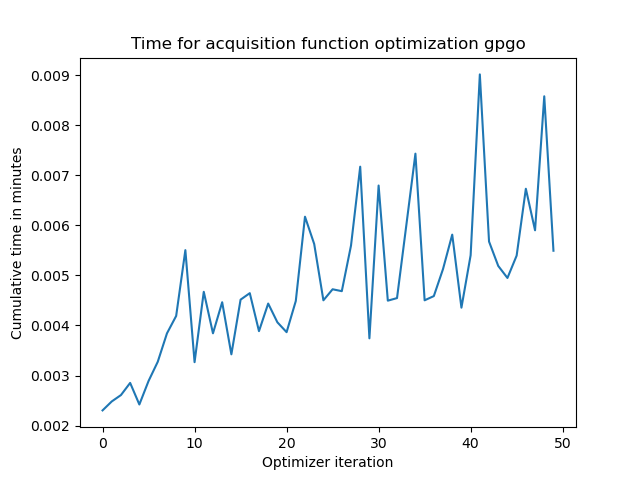 Time for acquisition function optimization gpgo
Cumulative time in minutes
0.009
0.008
0.007
0.006
0.005
0.004
0.003
0.002
0 10 20 30 40 50
Optimizer iteration